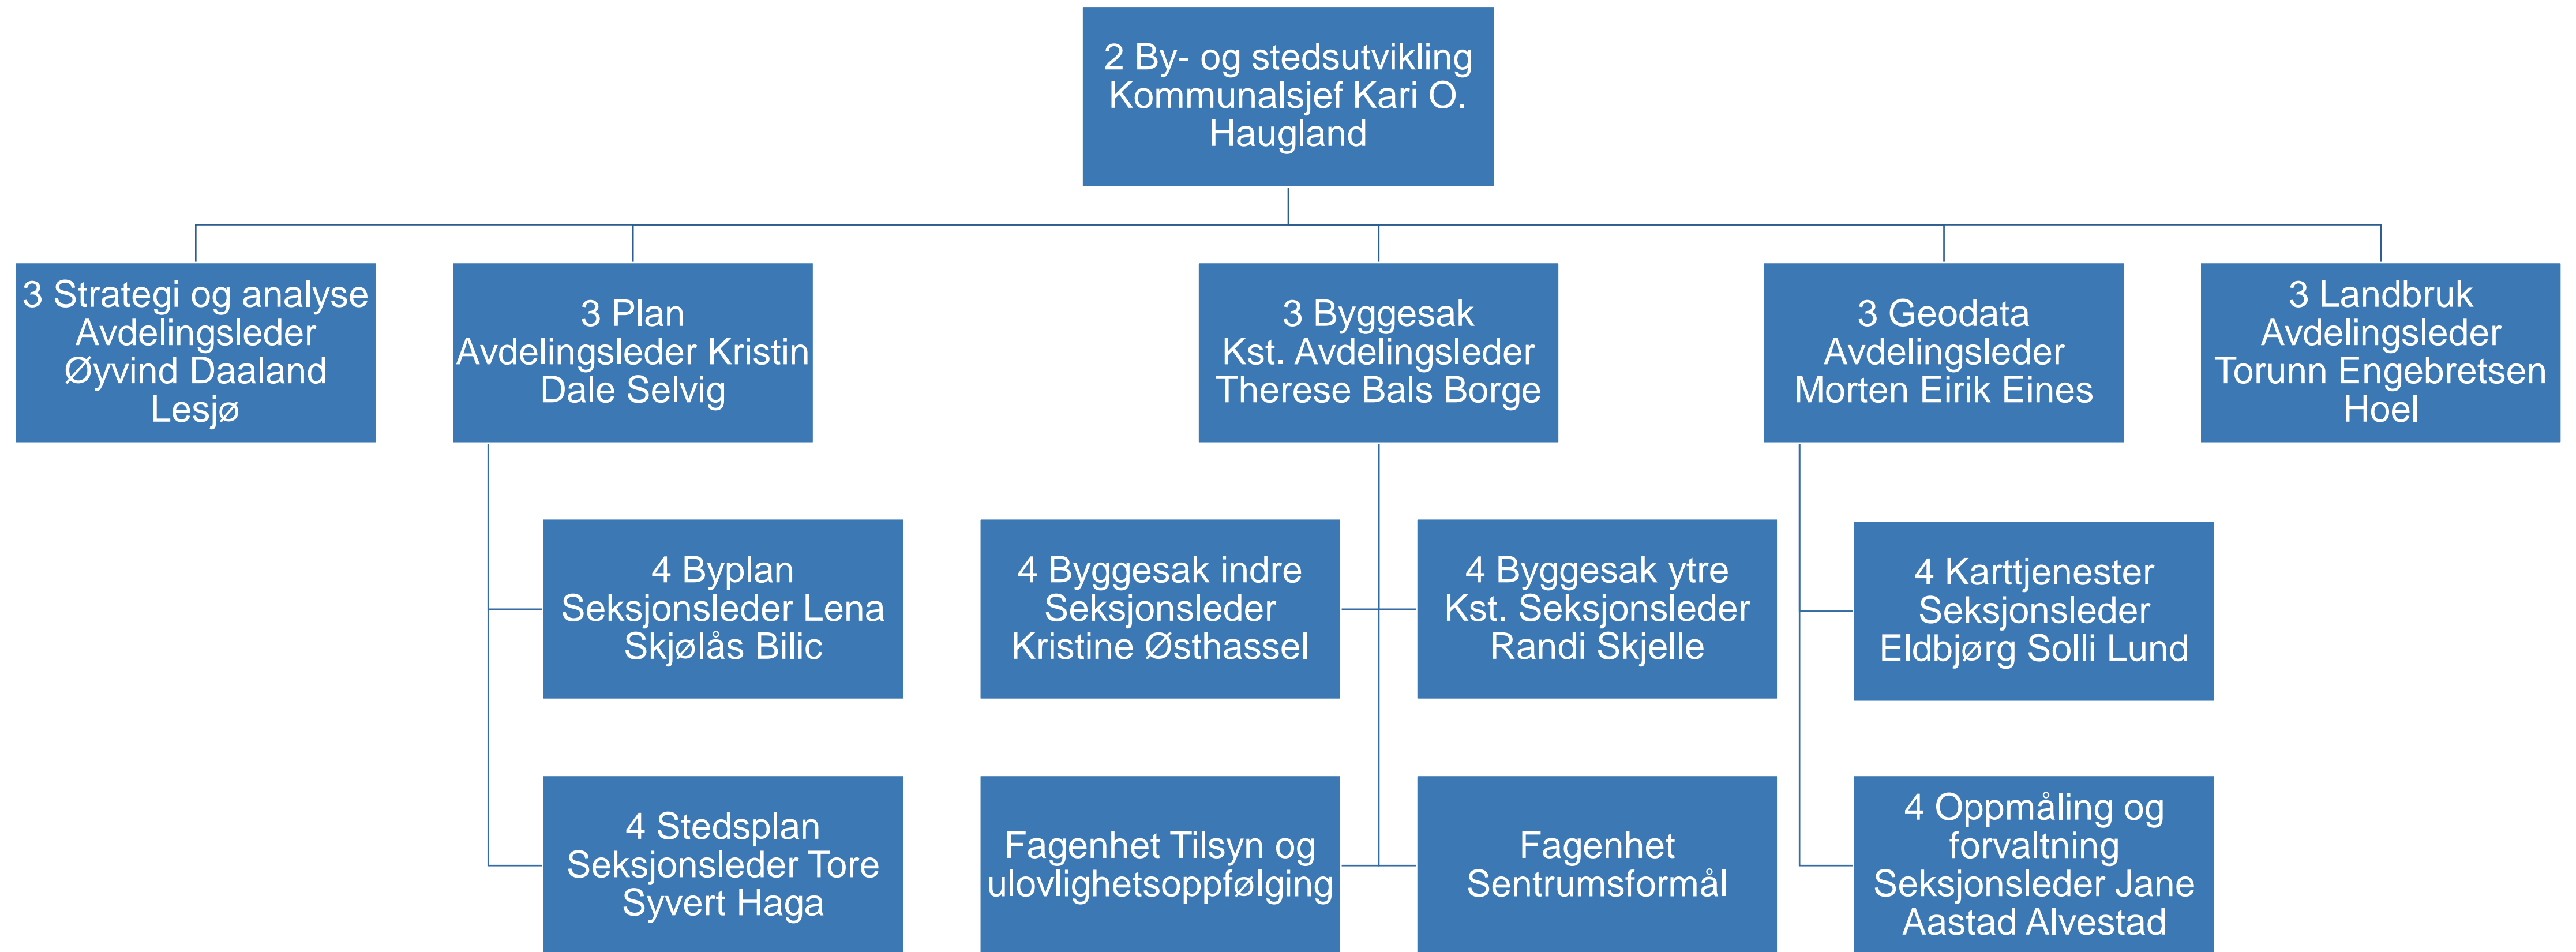 2 By- og stedsutvikling
Kommunalsjef Kari O.
Haugland
3 Strategi og analyse
Avdelingsleder
Øyvind Daaland
Lesjø
3 Plan
Avdelingsleder Kristin
Dale Selvig
3 Byggesak
Kst. Avdelingsleder
Therese Bals Borge
3 Geodata
Avdelingsleder
Morten Eirik Eines
3 Landbruk
Avdelingsleder
Torunn Engebretsen
Hoel
4 Byplan
Seksjonsleder Lena
Skjølås Bilic
4 Byggesak indre
Seksjonsleder
Kristine Østhassel
4 Byggesak ytre
Kst. Seksjonsleder
Randi Skjelle
4 Karttjenester
Seksjonsleder
Eldbjørg Solli Lund
4 Stedsplan
Seksjonsleder Tore
Syvert Haga
Fagenhet Tilsyn og
ulovlighetsoppfølging
Fagenhet
Sentrumsformål
4 Oppmåling og
forvaltning
Seksjonsleder Jane
Aastad Alvestad